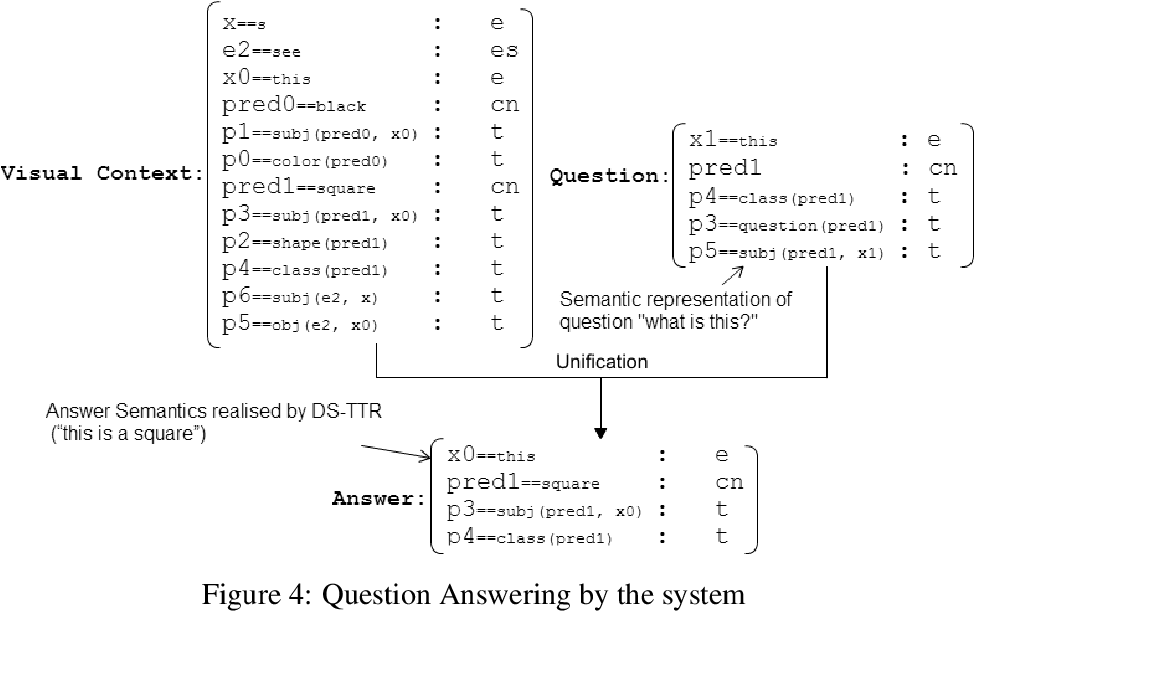 x==s : e
e2==see : es
x0==this : e
pred0==black : cn
p1==subj(pred0, x0) : t
p0==color(pred0) : t
Visual Context:
pred1==square : cn
p3==subj(pred1, x0) : t
p2==shape(pred1) : t
p4==class(pred1) : t
p6==subj(e2, x) : t
p5==obj(e2, x0) : t
Question:
x1==this : e
pred1 : cn
p4==class(pred1) : t
p3==question(pred1) : t
p5==subj(pred1, x1) : t
Semantic representation of
question "what is this?"
Unification
Answer Semantics realised by DS-TTR
(“this is a square”)
Answer:
x0==this : e
pred1==square : cn
p3==subj(pred1, x0) : t
p4==class(pred1) : t
Figure 4: Question Answering by the system